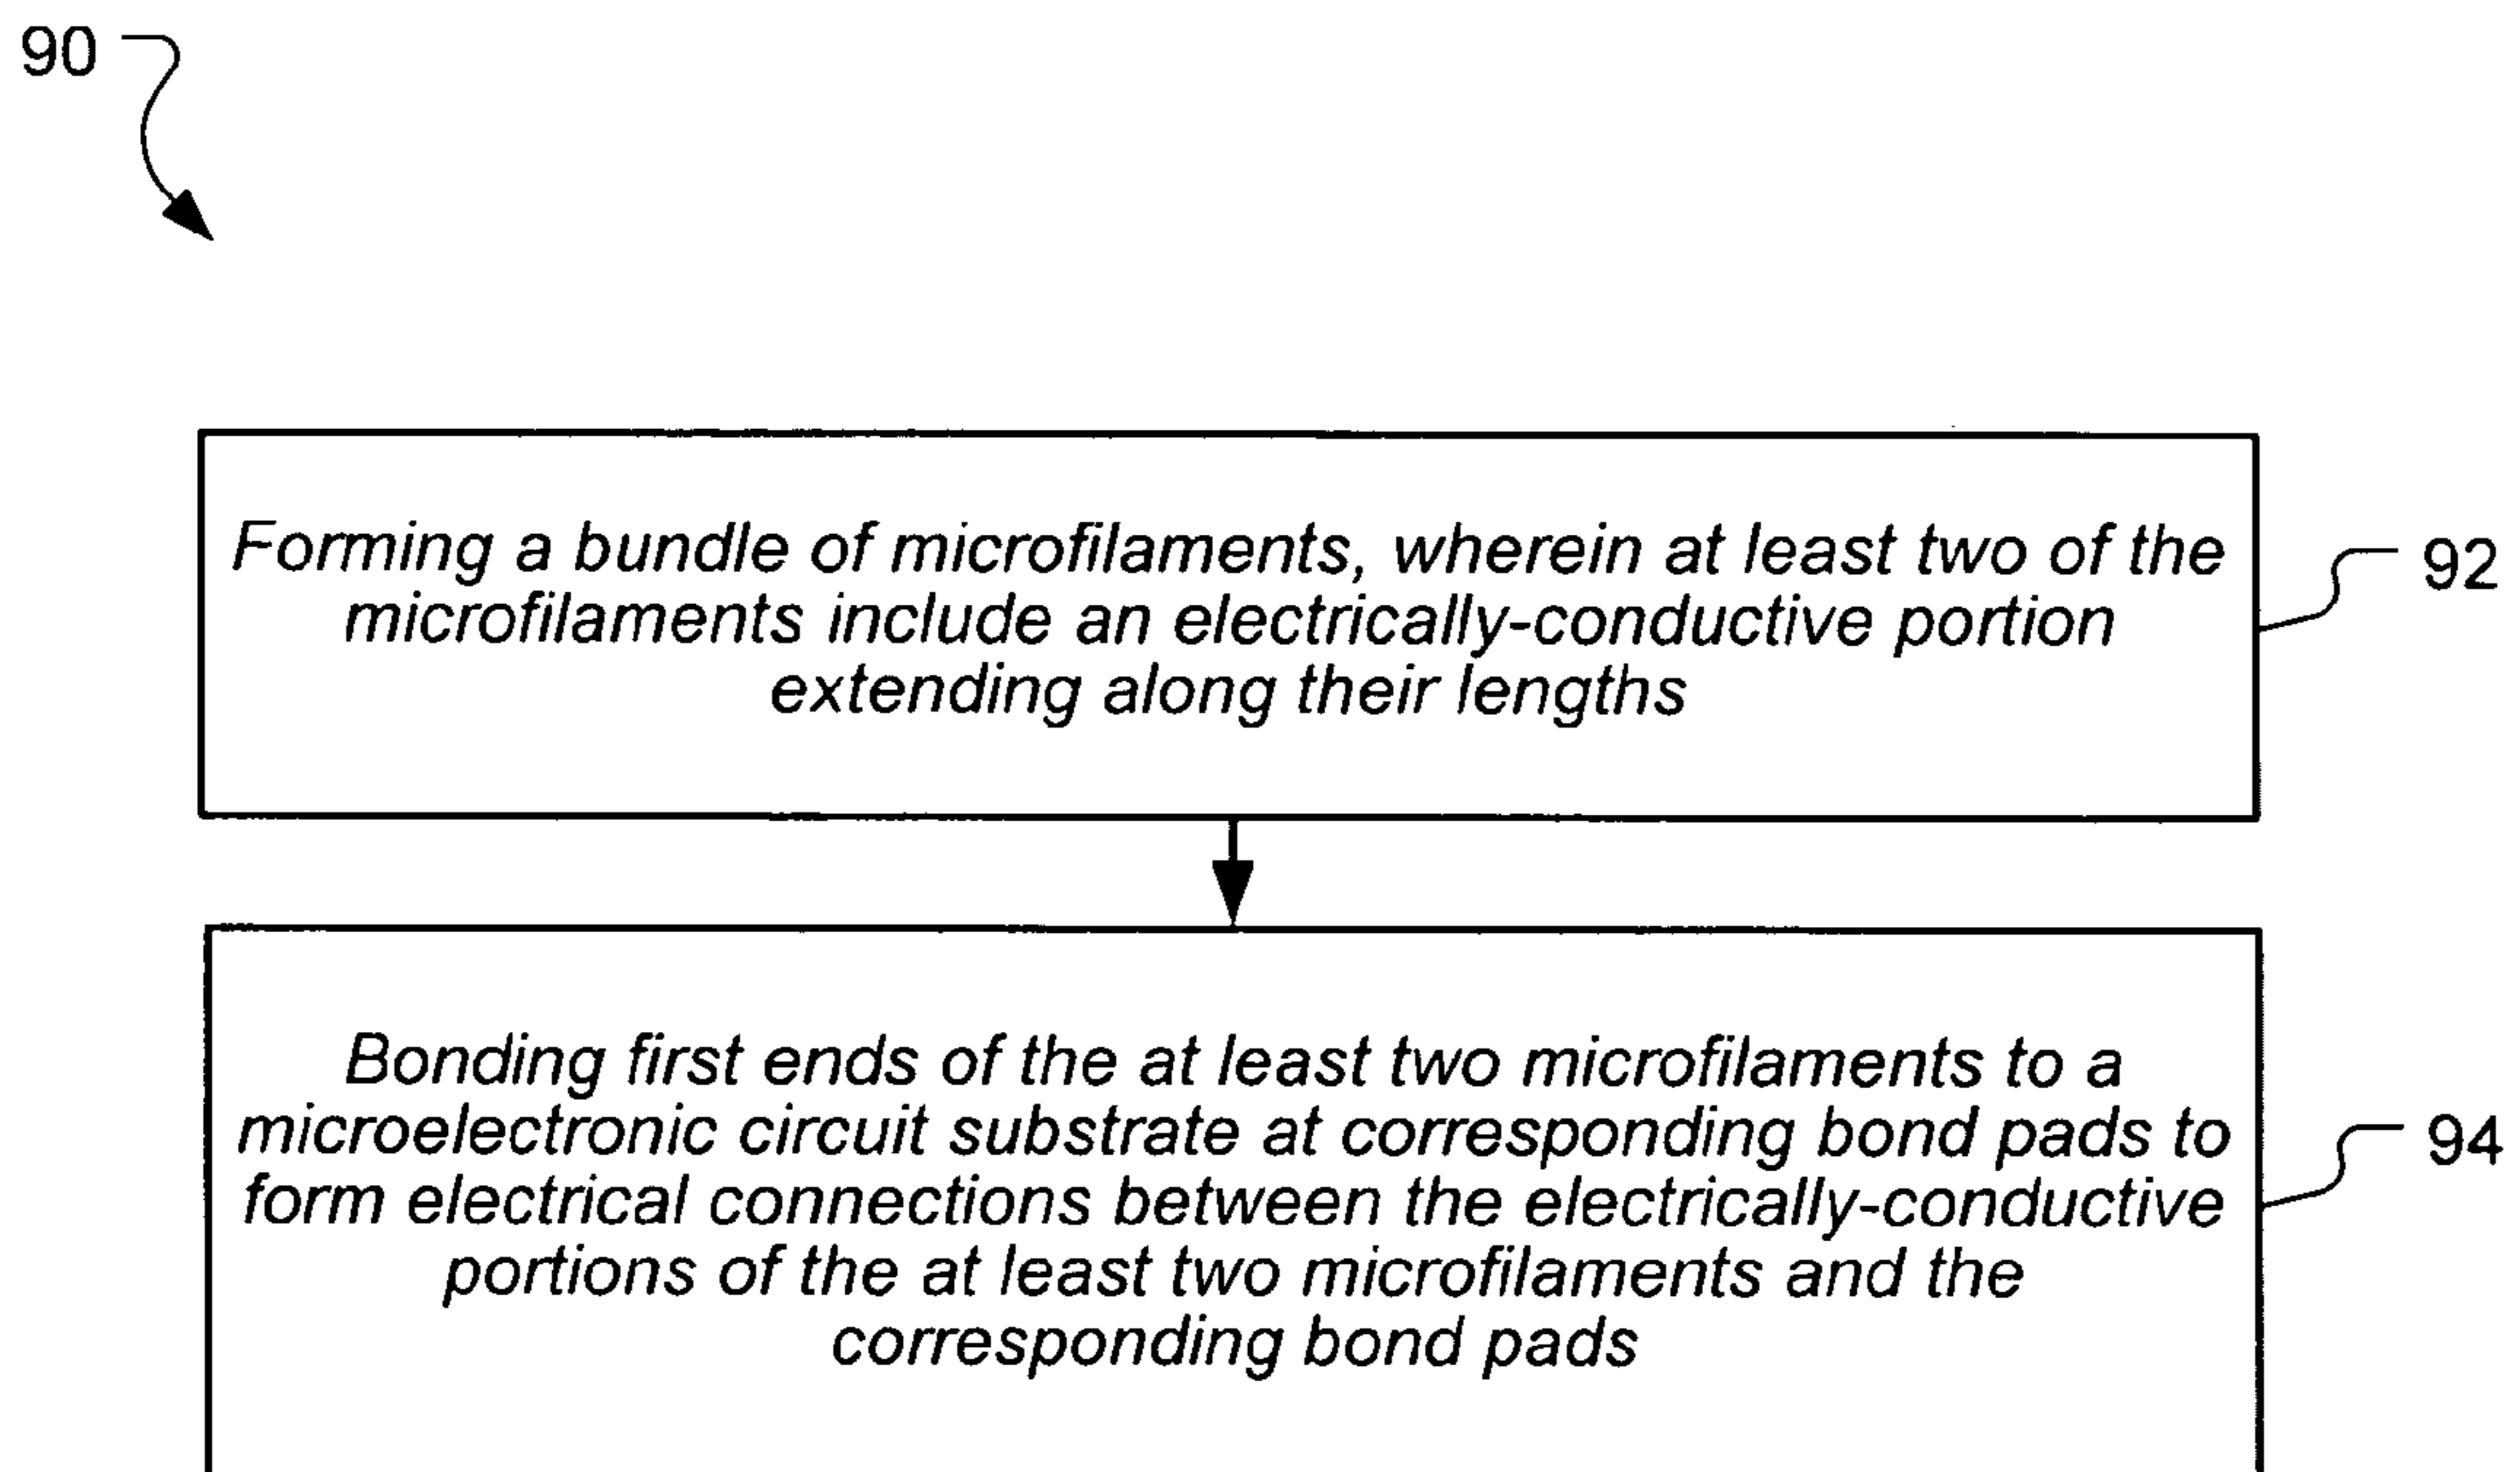 90
Forming a bundle of microfilaments, wherein at least two of the
microfilaments include an electrically-conductive portion
extending along their lengths
92
Bonding first ends of the at least two microfilaments to a
microelectronic circuit substrate at corresponding bond pads to
form electrical connections between the electrically-conductive
portions of the at least two microfilaments and the
corresponding bond pads
94